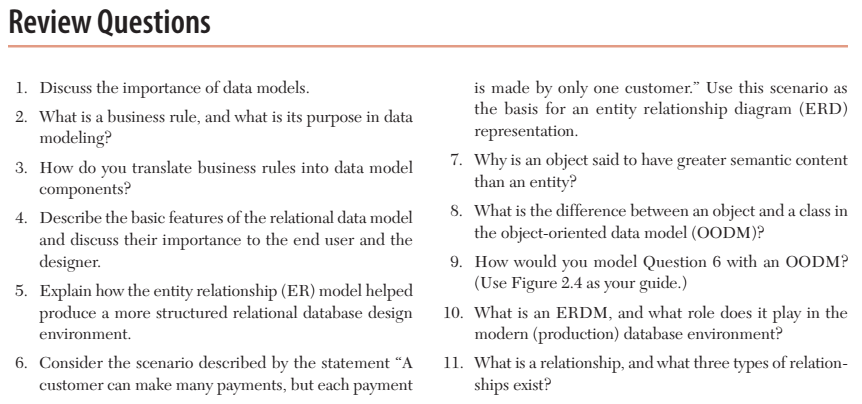 Review Questions
1. Discuss the importance of data models.
2. What is a business rule, and what is its purpose in data
modeling?
3. How do you translate business rules into data model
components?
4. Describe the basic features of the relational data model
and discuss their importance to the end user and the
designer.
5. Explain how the entity relationship (ER) model helped
produce a more structured relational database design
environment.
6. Consider the scenario described by the statement “A
customer can make many payments, but each payment
is made by only one customer.” Use this scenario as
the basis for an entity relationship diagram (ERD)
representation.
7. Why is an object said to have greater semantic content
than an entity?
8. What is the difference between an object and a class in
the object-oriented data model (OODM)?
9. How would you model Question 6 with an OODM?
(Use Figure 2.4 as your guide.)
10. What is an ERDM, and what role does it play in the
modern (production) database environment?
11. What is a relationship, and what three types of relation-
ships exist?